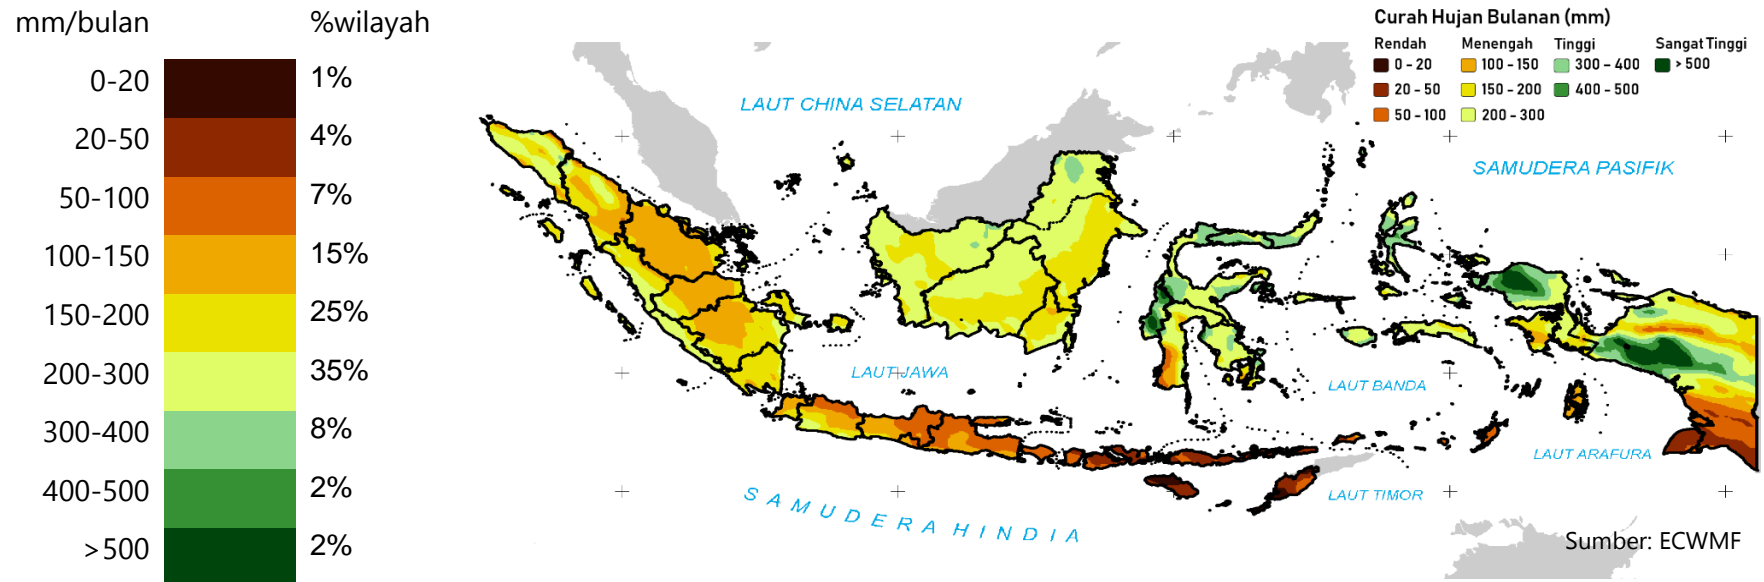 mm/bulan %wilayah
0-20 1%
20-50 4%
50-100 7%
100-150 15%
150-200 25%
200-300 35%
300-400 8%
400-500 2%
>500 2%
Curah Hujan Bulanan (mm)
Rendah Menengah Tinggi Sangat Tinggi
0 - 20 100 - 150 300 - 400 > 500
20 - 50 150 - 200 400 - 500
50 - 100 200 - 300
LAUT CHINA SELATAN
SAMUDERA PASIFIK
LAUT JAWA
LAUT BANDA
LAUT ARAFURA
LAUT TIMOR
SAMUDERA HINDIA
Sumber: ECWMF